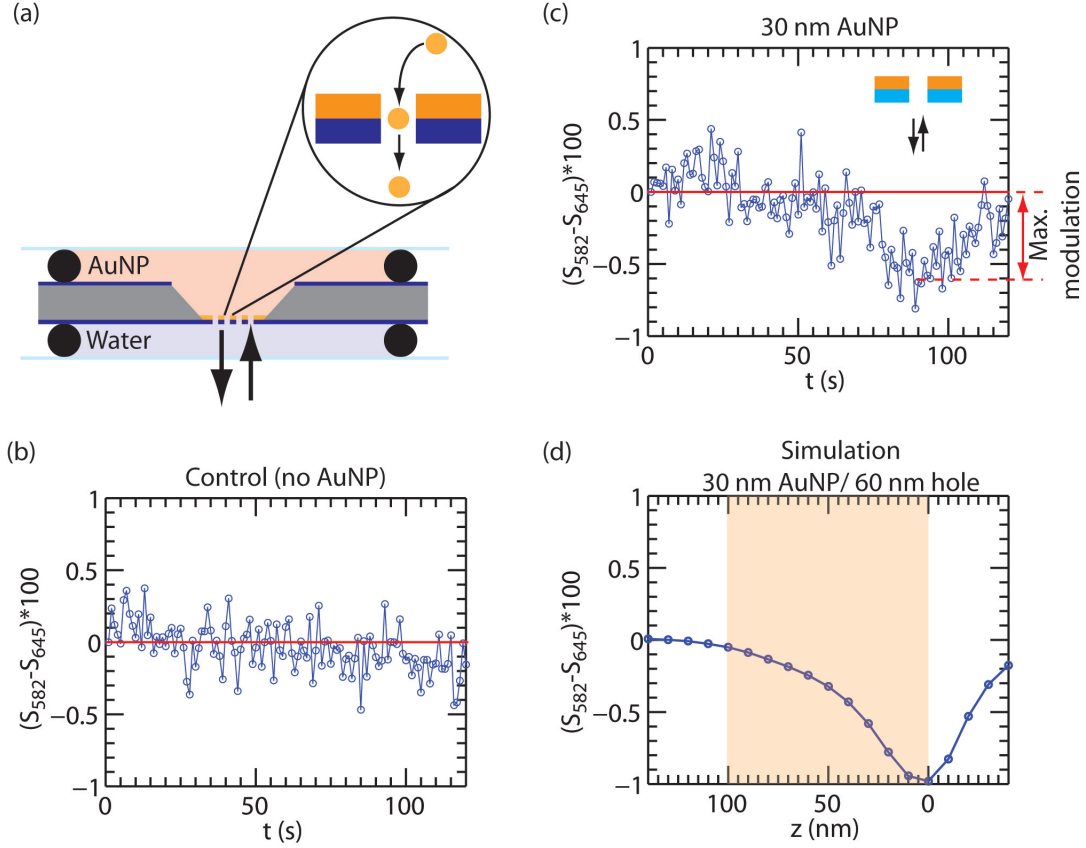 (a)
AuNP
Water
(b)
Control (no AuNP)
(S₅₈₂-S₆₄₅)*100
1
0.5
0
−0.5
−1
0
50
100
t (s)
(c)
30 nm AuNP
(S₅₈₂-S₆₄₅)*100
1
0.5
0
−0.5
−1
0
50
100
t (s)
Max.
modulation
(d)
Simulation
30 nm AuNP/ 60 nm hole
(S₅₈₂-S₆₄₅)*100
1
0.5
0
−0.5
−1
100
50
0
z (nm)